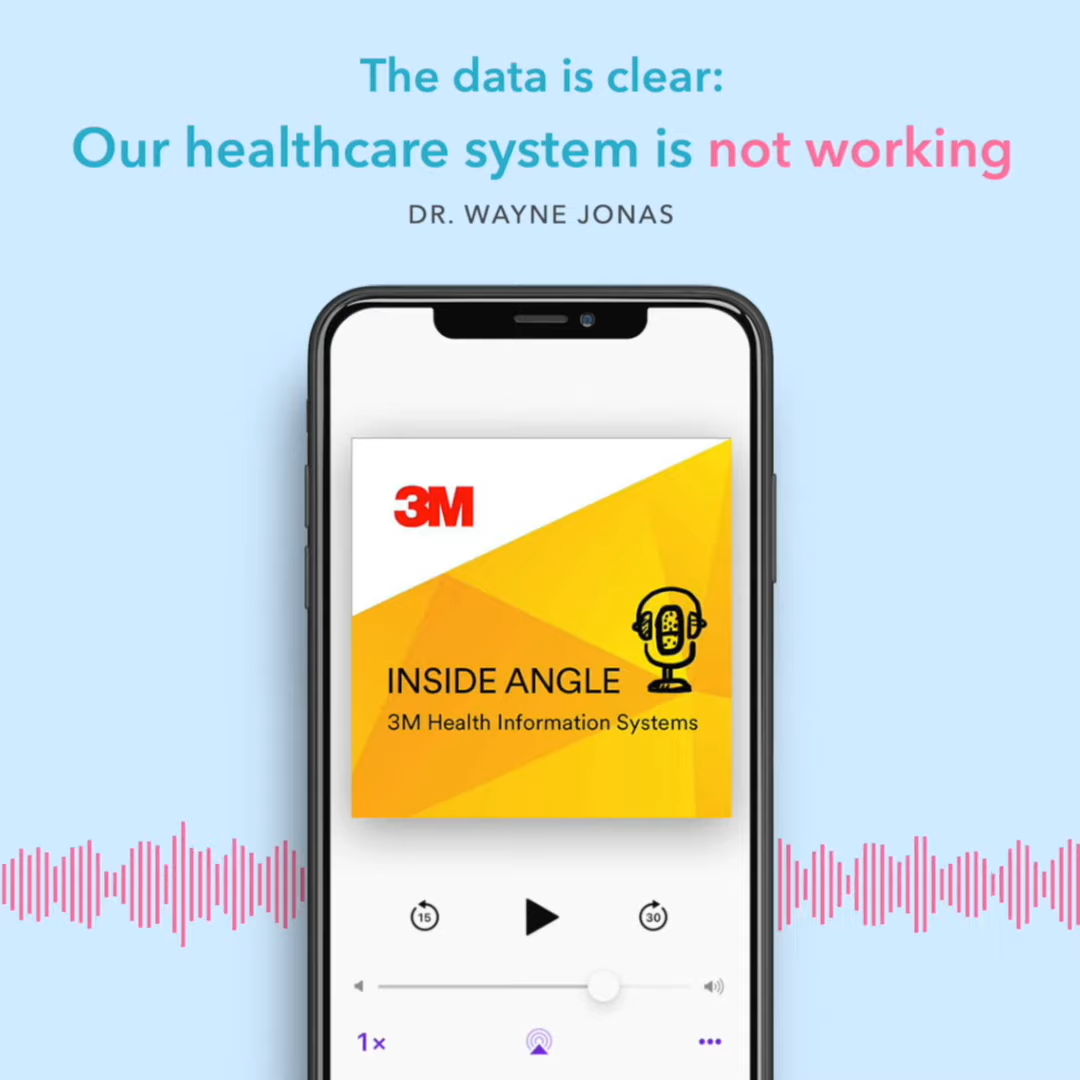 The data is clear:
Our healthcare system is not working
DR. WAYNE JONAS
3M
INSIDE ANGLE
3M Health Information Systems
15
30
1×